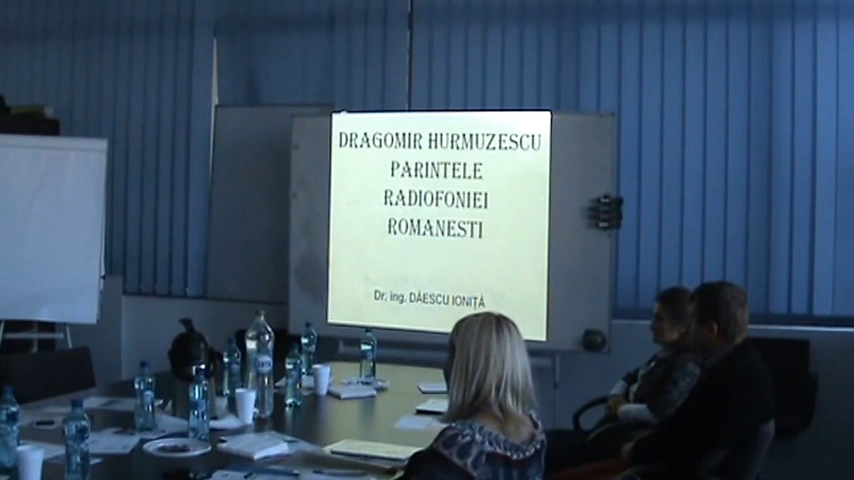 DRAGOMIR HURMUZESCU
PARINTELE
RADIOFONIEI
ROMANESTI
Dr. ing. DĂESCU IONIȚĂ